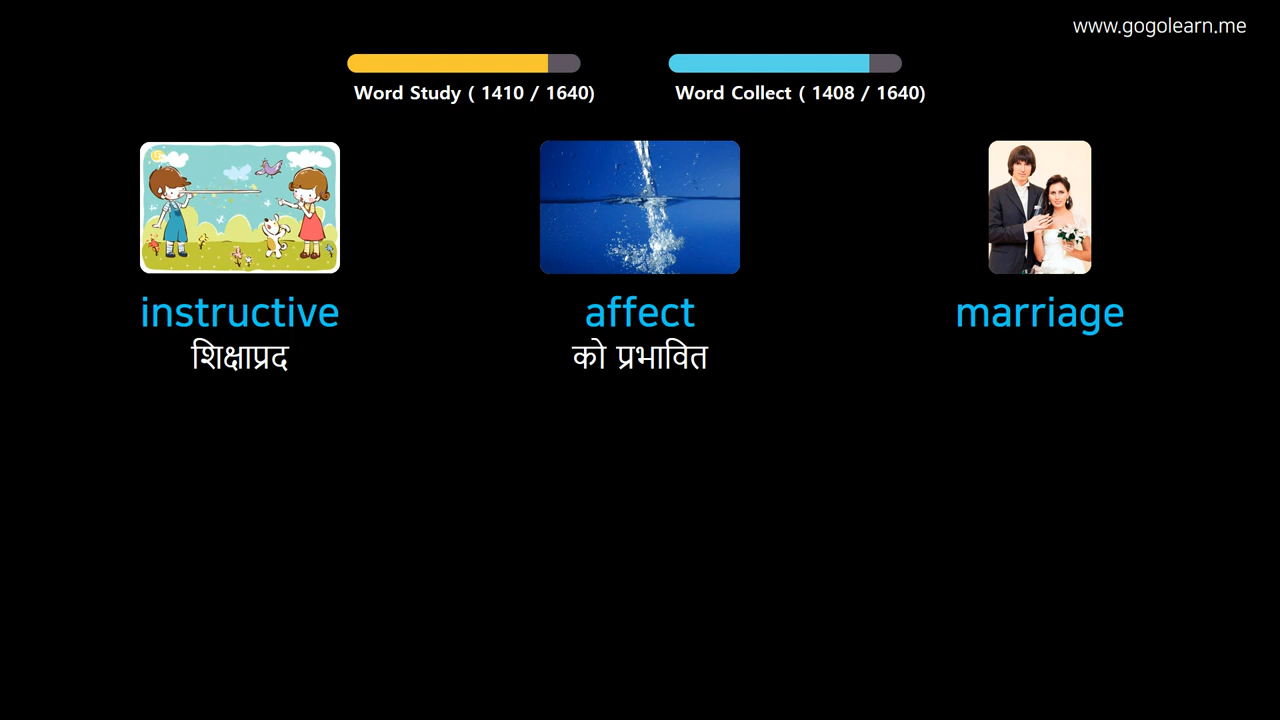 www.gogolearn.me
Word Study ( 1410 / 1640)
Word Collect ( 1408 / 1640)
instructive
शिक्षाप्रद
affect
को प्रभावित
marriage